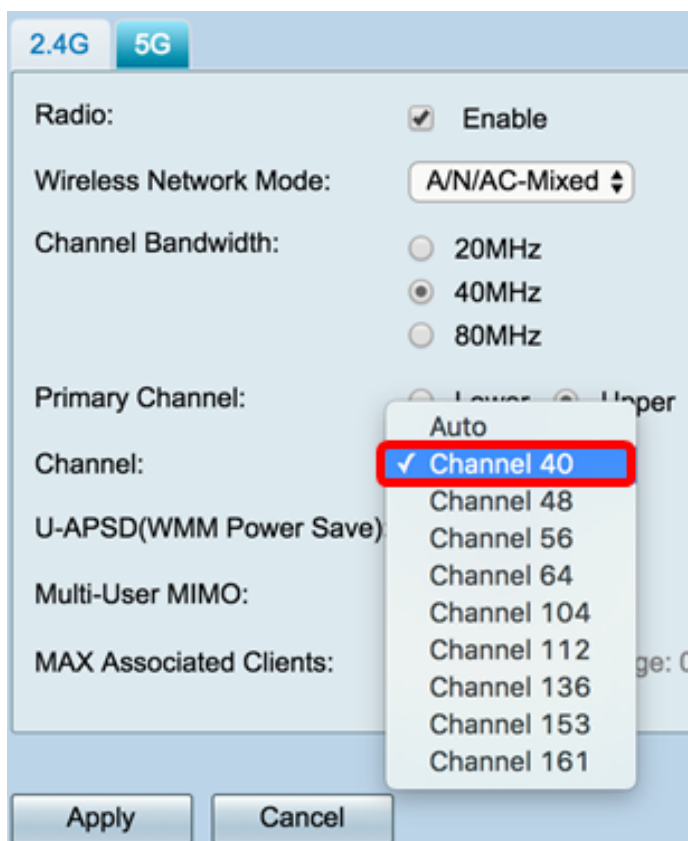 2.4G 5G
Radio: Enable
Wireless Network Mode: A/N/AC-Mixed
Channel Bandwidth: 20MHz
40MHz
80MHz
Primary Channel: Lower Upper
Auto
Channel: ✓ Channel 40
Channel 48
U-APSD(WMM Power Save)
Channel 56
Channel 64
Multi-User MIMO:
Channel 104
Channel 112
MAX Associated Clients:
Channel 136
Channel 153
Channel 161
Apply Cancel